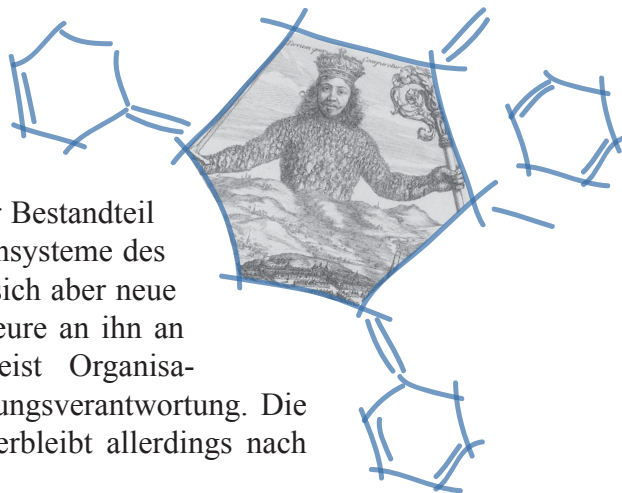 Bestandteil
nsysteme des
sich aber neue
eure an ihn an
eist Organisa-
ungsverantwortung. Die
erbleibt allerdings nach